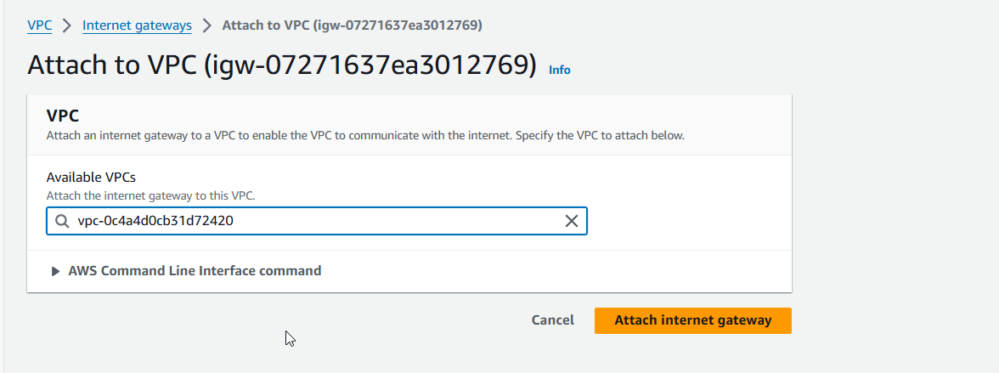 VPC > Internet gateways > Attach to VPC (igw-07271637ea3012769)
Attach to VPC (igw-07271637ea3012769) Info
VPC
Attach an internet gateway to a VPC to enable the VPC to communicate with the internet. Specify the VPC to attach below.
Available VPCs
Attach the internet gateway to this VPC.
vpc-0c4a4d0cb31d72420
AWS Command Line Interface command
Cancel Attach internet gateway